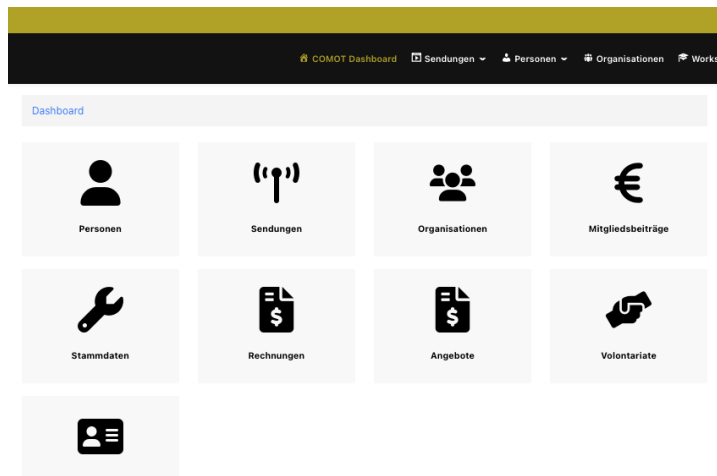 COMOT Dashboard Sendungen Personen Organisationen
Dashboard
Personen Sendungen Organisationen Mitgliedsbeiträge
Stammdaten Rechnungen Angebote Volontariate